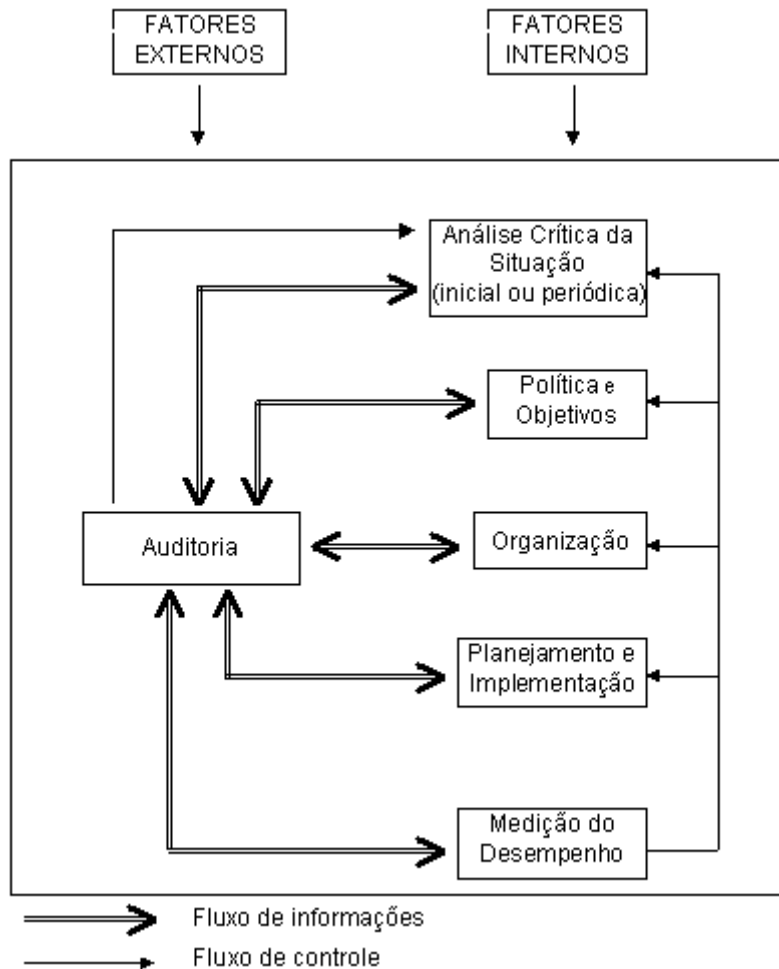 FATORES
EXTERNOS
FATORES
INTERNOS
Análise Crítica da
Situação
(inicial ou periódica)
Política e
Objetivos
Auditoria
Organização
Planejamento e
Implementação
Medição do
Desempenho
Fluxo de informações
Fluxo de controle